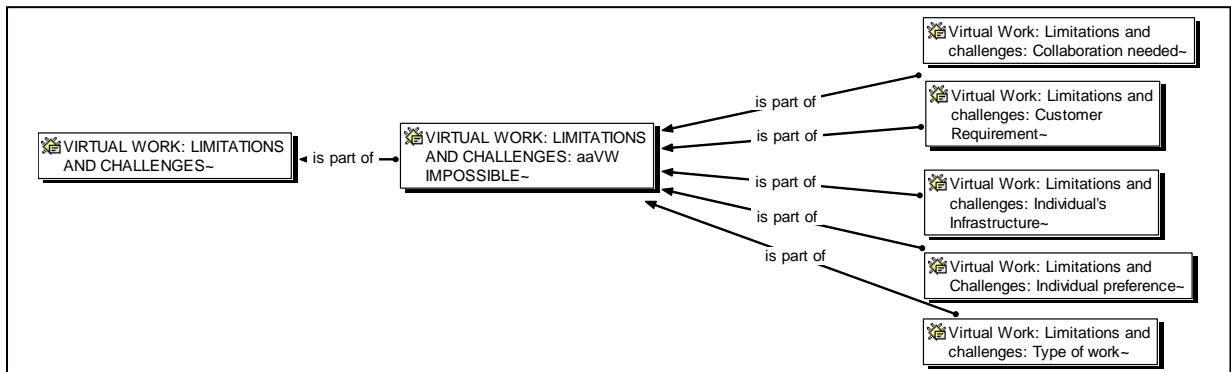 VIRTUAL WORK: LIMITATIONS
AND CHALLENGES~
is part of
VIRTUAL WORK: LIMITATIONS
AND CHALLENGES: aaVW
IMPOSSIBLE~
is part of
is part of
is part of
is part of
is part of
Virtual Work: Limitations and
challenges: Collaboration needed~
Virtual Work: Limitations and
challenges: Customer
Requirement~
Virtual Work: Limitations and
challenges: Individual's
Infrastructure~
Virtual Work: Limitations and
Challenges: Individual preference~
Virtual Work: Limitations and
challenges: Type of work~